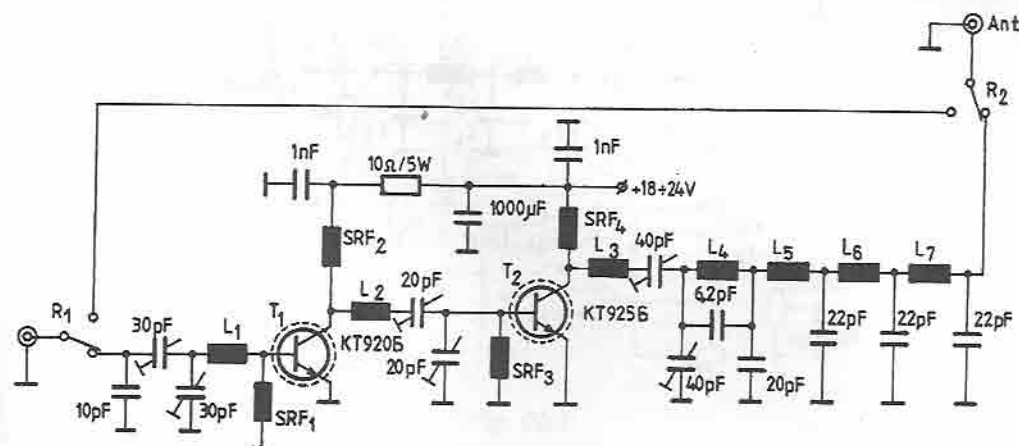 Ant
R2
1nF
10Ω/5W
1nF
1000µF
+18÷24V
SRF2
SRF4
L3
40pF
L4
L5
L6
L7
20pF
T2
6,2pF
L2
R1
30pF
L1
T1
KT920Б
KT925Б
20pF
SRF3
22pF
22pF
22pF
10pF
30pF
SRF1
40pF
20pF